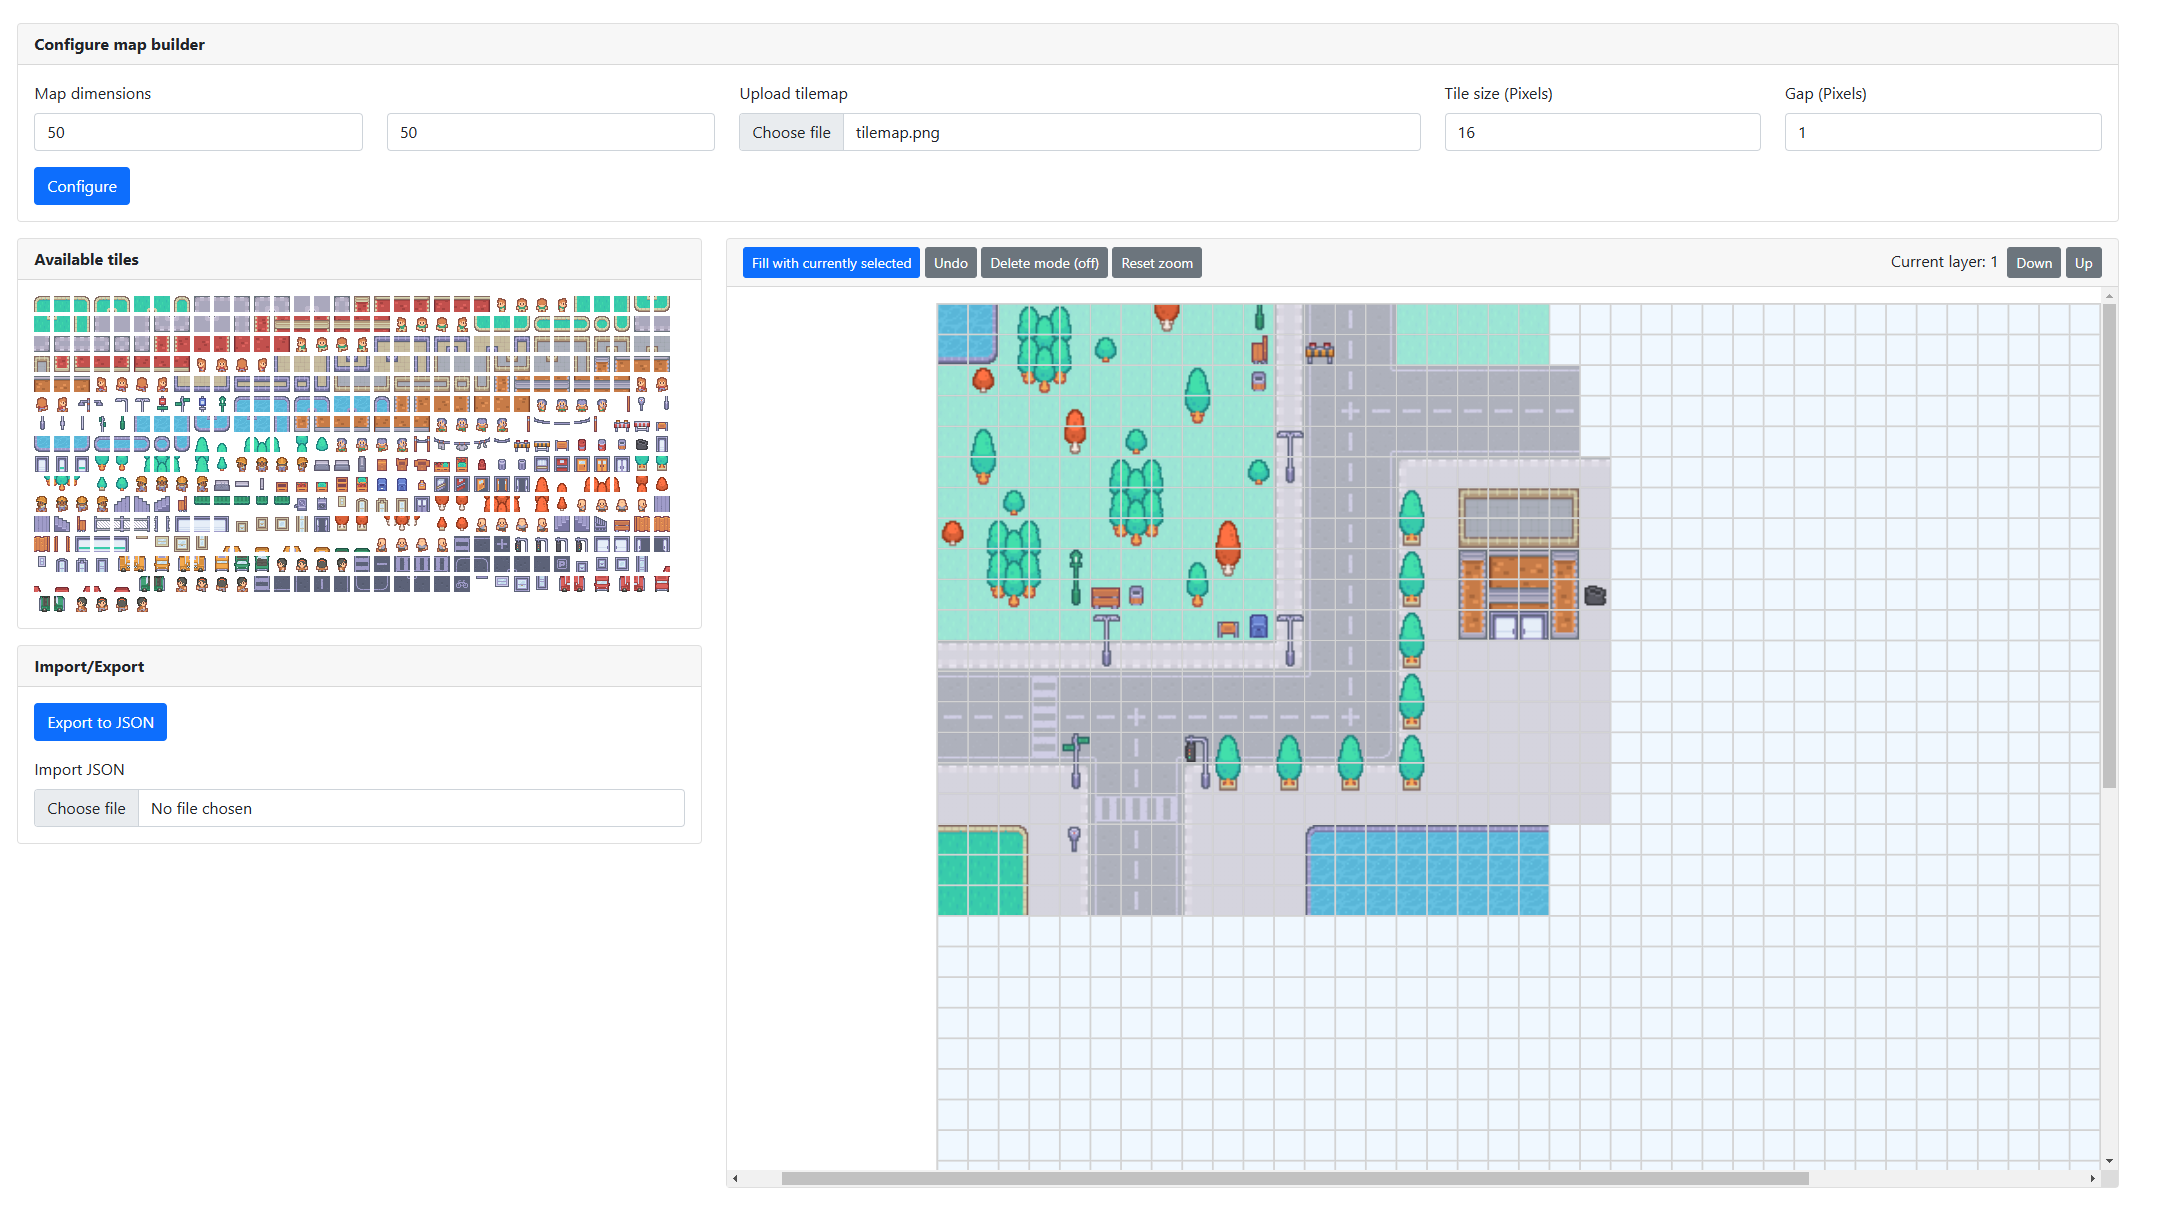 Configure map builder
Map dimensions
Upload tilemap
Tile size (Pixels)
Gap (Pixels)
50
50
Choose file
tilemap.png
16
1
Configure
Available tiles
Fill with currently selected
Undo
Delete mode (off)
Reset zoom
Current layer: 1
Down
Up
Import/Export
Export to JSON
Import JSON
Choose file
No file chosen